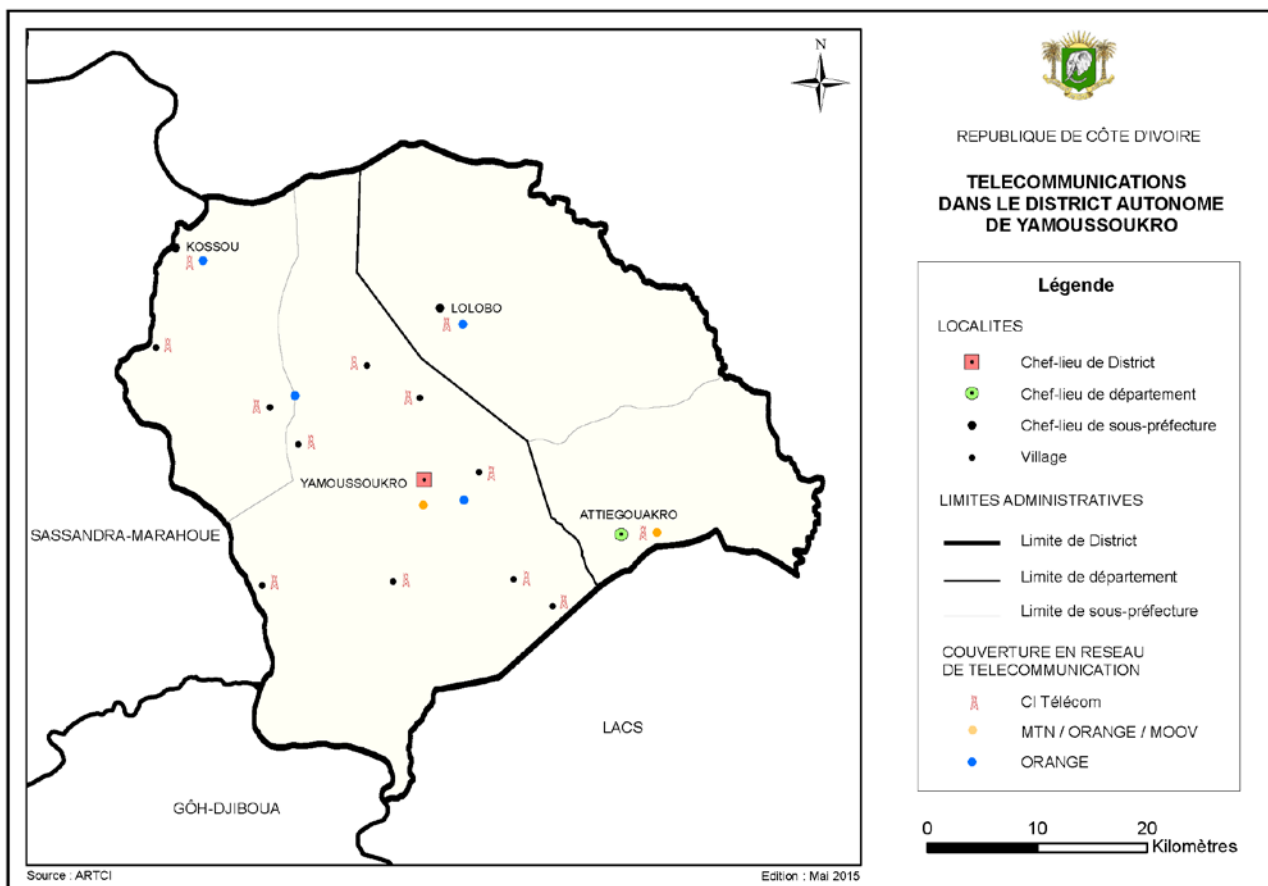 N
KOSSOU
LOLOBO
YAMOUSSOUKRO
ATTIEGOUAKRO
SASSANDRA-MARAHOUE
LACS
GÔH-DJIBOUA
Source : ARTCI
Edition : Mai 2015
REPUBLIQUE DE CÔTE D'IVOIRE
TELECOMMUNICATIONS
DANS LE DISTRICT AUTONOME
DE YAMOUSSOUKRO
Légende
LOCALITES
Chef-lieu de District
Chef-lieu de département
Chef-lieu de sous-préfecture
Village
LIMITES ADMINISTRATIVES
Limite de District
Limite de département
Limite de sous-préfecture
COUVERTURE EN RESEAU
DE TELECOMMUNICATION
CI Télécom
MTN / ORANGE / MOOV
ORANGE
0 10 20
Kilomètres